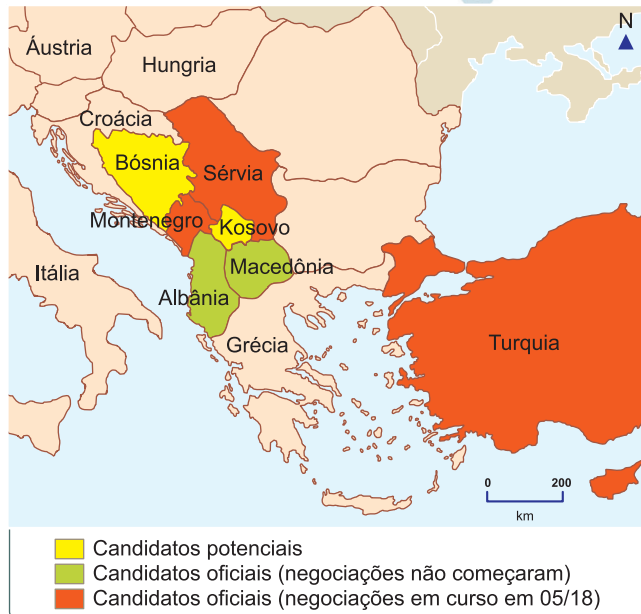 Áustria
N
Hungria
Croácia
Bósnia
Sérvia
Montenegro
Kosovo
Itália
Macedônia
Albânia
Grécia
Turquia
0 200
km
Candidatos potenciais
Candidatos oficiais (negociações não começaram)
Candidatos oficiais (negociações em curso em 05/18)